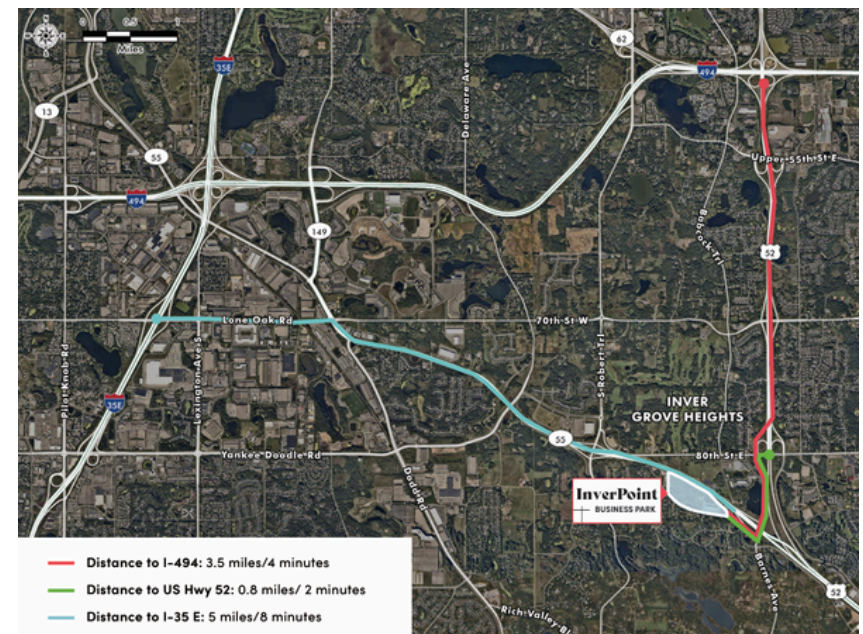 0 0.5 1
Miles
62
35E
494
13
Delaware Ave
55
Upper 55th St E
494
Babcock Trl
149
52
Lone Oak Rd
70th St W
Pilot Knob Rd
Lexington Ave S
S Robert Trl
35E
INVER
GROVE HEIGHTS
55
Yankee Doodle Rd
80th St E
Dodd Rd
InverPoint
BUSINESS PARK
Distance to I-494: 3.5 miles/4 minutes
Distance to US Hwy 52: 0.8 miles/ 2 minutes
Distance to I-35 E: 5 miles/8 minutes
Barnes Ave
52
Rich Valley Bl